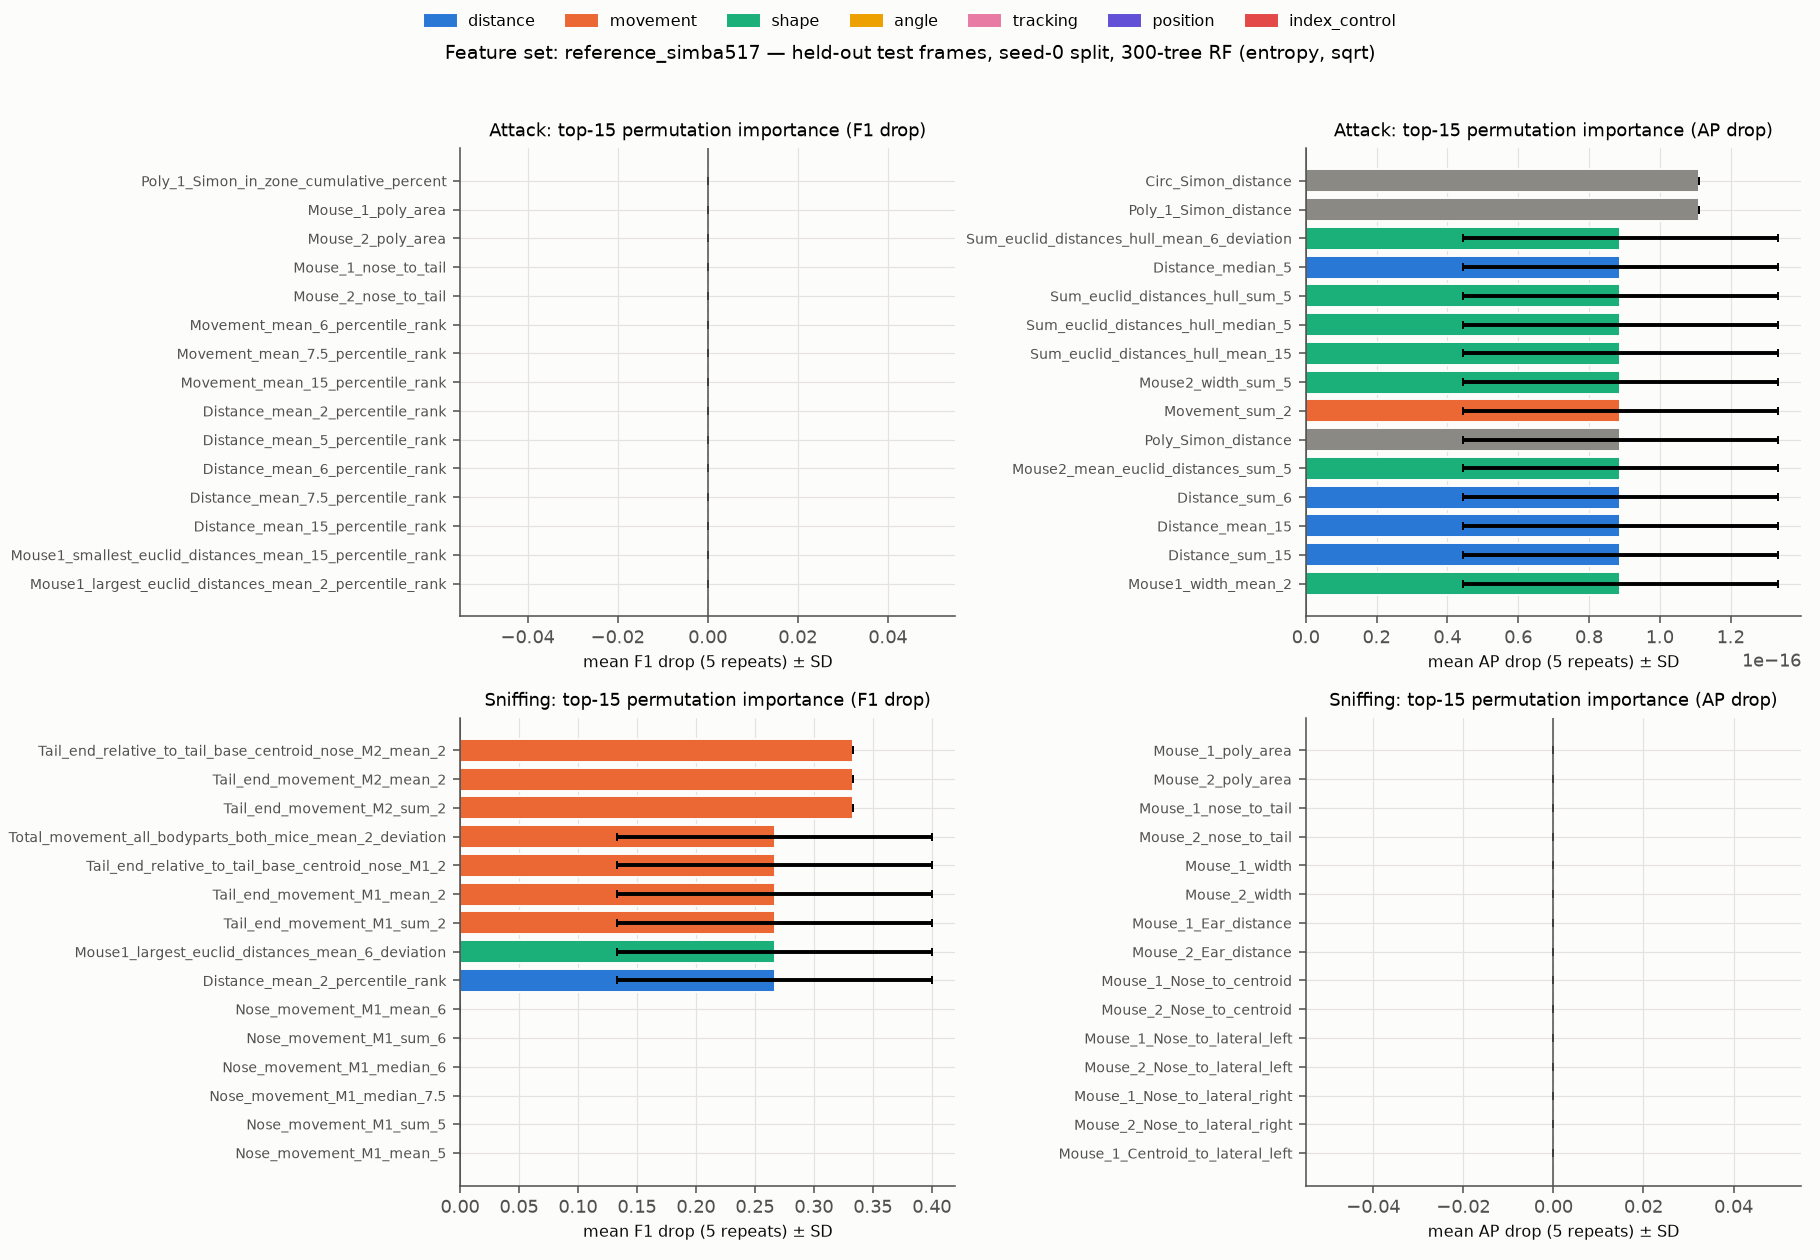 distance movement shape angle tracking position index_control
Feature set: reference_simba517 — held-out test frames, seed-0 split, 300-tree RF (entropy, sqrt)
Attack: top-15 permutation importance (F1 drop)
Poly_1_Simon_in_zone_cumulative_percent
Mouse_1_poly_area
Mouse_2_poly_area
Mouse_1_nose_to_tail
Mouse_2_nose_to_tail
Movement_mean_6_percentile_rank
Movement_mean_7.5_percentile_rank
Movement_mean_15_percentile_rank
Distance_mean_2_percentile_rank
Distance_mean_5_percentile_rank
Distance_mean_6_percentile_rank
Distance_mean_7.5_percentile_rank
Distance_mean_15_percentile_rank
Mouse1_smallest_euclid_distances_mean_15_percentile_rank
Mouse1_largest_euclid_distances_mean_2_percentile_rank
−0.04 −0.02 0.00 0.02 0.04
mean F1 drop (5 repeats) ± SD
Attack: top-15 permutation importance (AP drop)
Circ_Simon_distance
Poly_1_Simon_distance
Sum_euclid_distances_hull_mean_6_deviation
Distance_median_5
Sum_euclid_distances_hull_sum_5
Sum_euclid_distances_hull_median_5
Sum_euclid_distances_hull_mean_15
Mouse2_width_sum_5
Movement_sum_2
Poly_Simon_distance
Mouse2_mean_euclid_distances_sum_5
Distance_sum_6
Distance_mean_15
Distance_sum_15
Mouse1_width_mean_2
0.0 0.2 0.4 0.6 0.8 1.0 1.2
mean AP drop (5 repeats) ± SD
1e−16
Sniffing: top-15 permutation importance (F1 drop)
Tail_end_relative_to_tail_base_centroid_nose_M2_mean_2
Tail_end_movement_M2_mean_2
Tail_end_movement_M2_sum_2
Total_movement_all_bodyparts_both_mice_mean_2_deviation
Tail_end_relative_to_tail_base_centroid_nose_M1_2
Tail_end_movement_M1_mean_2
Tail_end_movement_M1_sum_2
Mouse1_largest_euclid_distances_mean_6_deviation
Distance_mean_2_percentile_rank
Nose_movement_M1_mean_6
Nose_movement_M1_sum_6
Nose_movement_M1_median_6
Nose_movement_M1_median_7.5
Nose_movement_M1_sum_5
Nose_movement_M1_mean_5
0.00 0.05 0.10 0.15 0.20 0.25 0.30 0.35 0.40
mean F1 drop (5 repeats) ± SD
Sniffing: top-15 permutation importance (AP drop)
Mouse_1_poly_area
Mouse_2_poly_area
Mouse_1_nose_to_tail
Mouse_2_nose_to_tail
Mouse_1_width
Mouse_2_width
Mouse_1_Ear_distance
Mouse_2_Ear_distance
Mouse_1_Nose_to_centroid
Mouse_2_Nose_to_centroid
Mouse_1_Nose_to_lateral_left
Mouse_2_Nose_to_lateral_left
Mouse_1_Nose_to_lateral_right
Mouse_2_Nose_to_lateral_right
Mouse_1_Centroid_to_lateral_left
−0.04 −0.02 0.00 0.02 0.04
mean AP drop (5 repeats) ± SD